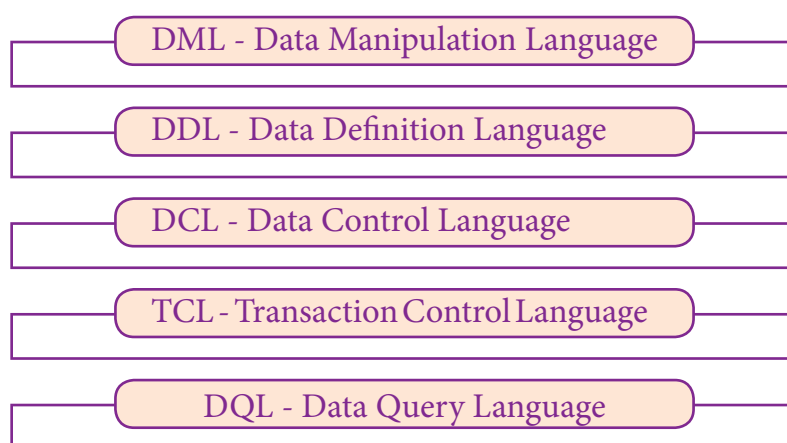 DML - Data Manipulation Language
DDL - Data Definition Language
DCL - Data Control Language
TCL - Transaction Control Language
DQL - Data Query Language